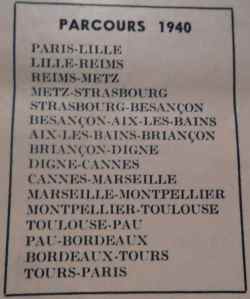 PARCOURS 1940
PARIS-LILLE
LILLE-REIMS
REIMS-METZ
METZ-STRASBOURG
STRASBOURG-BESANÇON
BESANÇON-AIX-LES-BAINS
AIX-LES-BAINS-BRIANÇON
BRIANÇON-DIGNE
DIGNE-CANNES
CANNES-MARSEILLE
MARSEILLE-MONTPELLIER
MONTPELLIER-TOULOUSE
TOULOUSE-PAU
PAU-BORDEAUX
BORDEAUX-TOURS
TOURS-PARIS